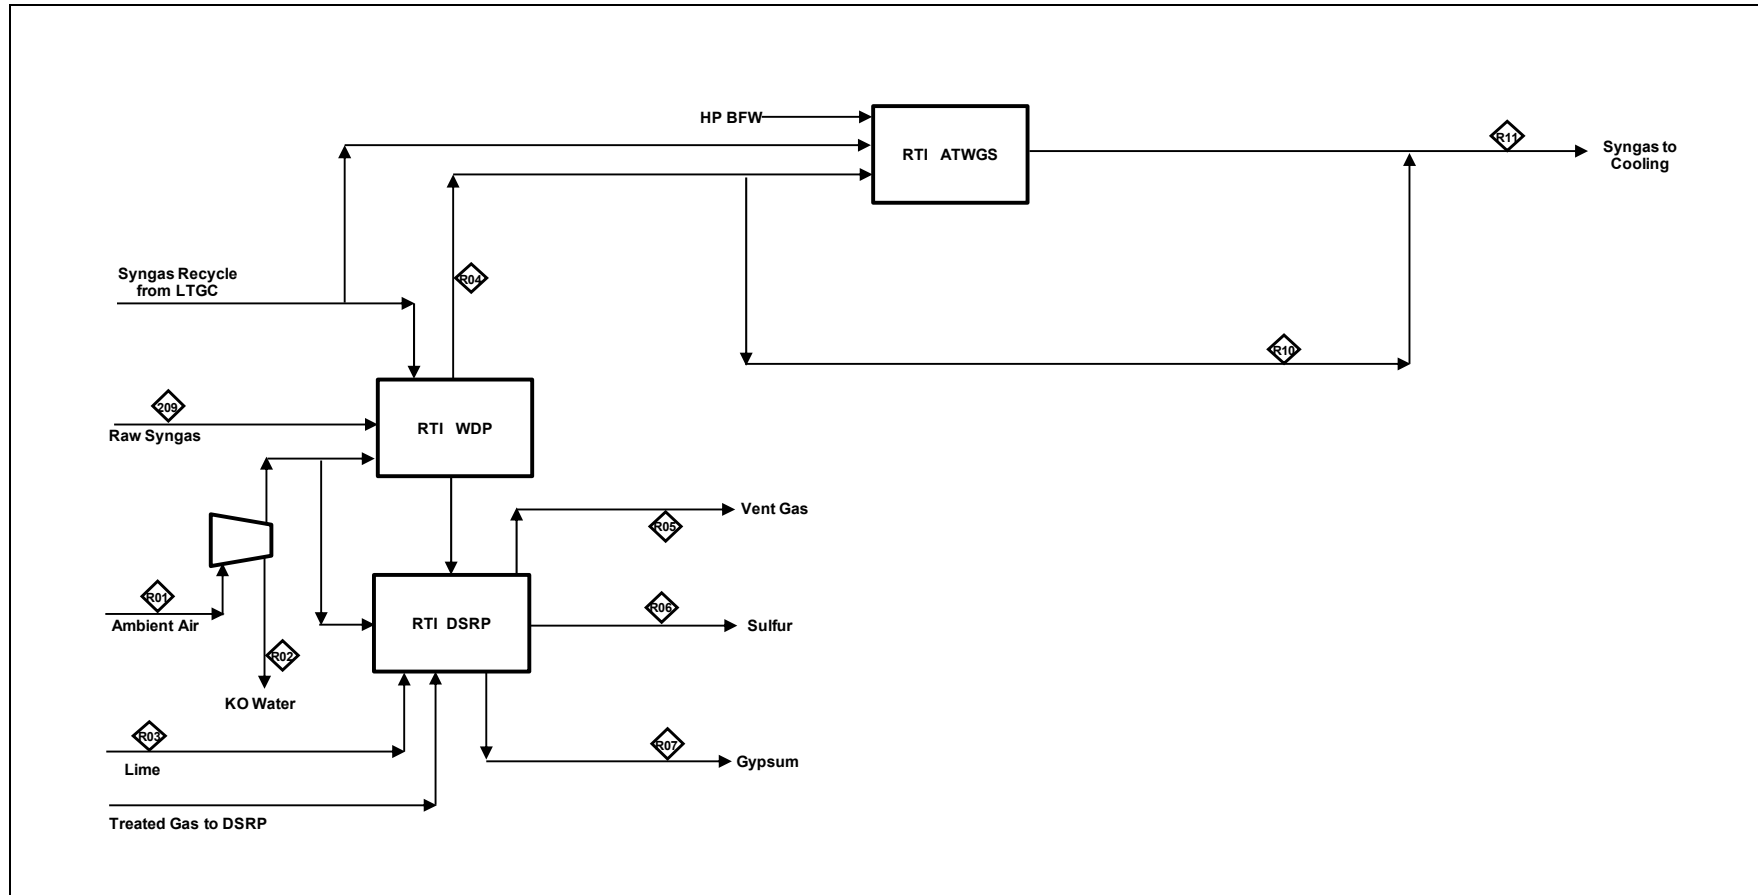 HP BFW
RTI ATWGS
R11
Syngas to
Cooling
Syngas Recycle
from LTGC
R04
R10
209
Raw Syngas
RTI WDP
R05
Vent Gas
R01
Ambient Air
RTI DSRP
R06
Sulfur
R02
KO Water
R03
Lime
R07
Gypsum
Treated Gas to DSRP